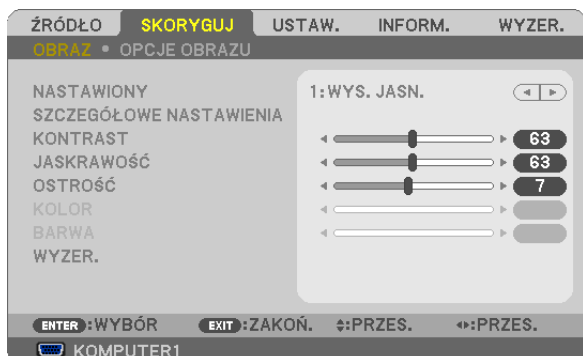 ŹRÓDŁO SKORYGUJ USTAW. INFORM. WYZER.
OBRAZ • OPCJE OBRAZU
NASTAWIONY 1:WYS. JASN.
SZCZEGÓŁOWE NASTAWIENIA
KONTRAST 63
JASKRAWOŚĆ 63
OSTROŚĆ 7
KOLOR
BARWA
WYZER.
ENTER:WYBÓR EXIT:ZAKOŃ. :PRZES. :PRZES.
KOMPUTER1